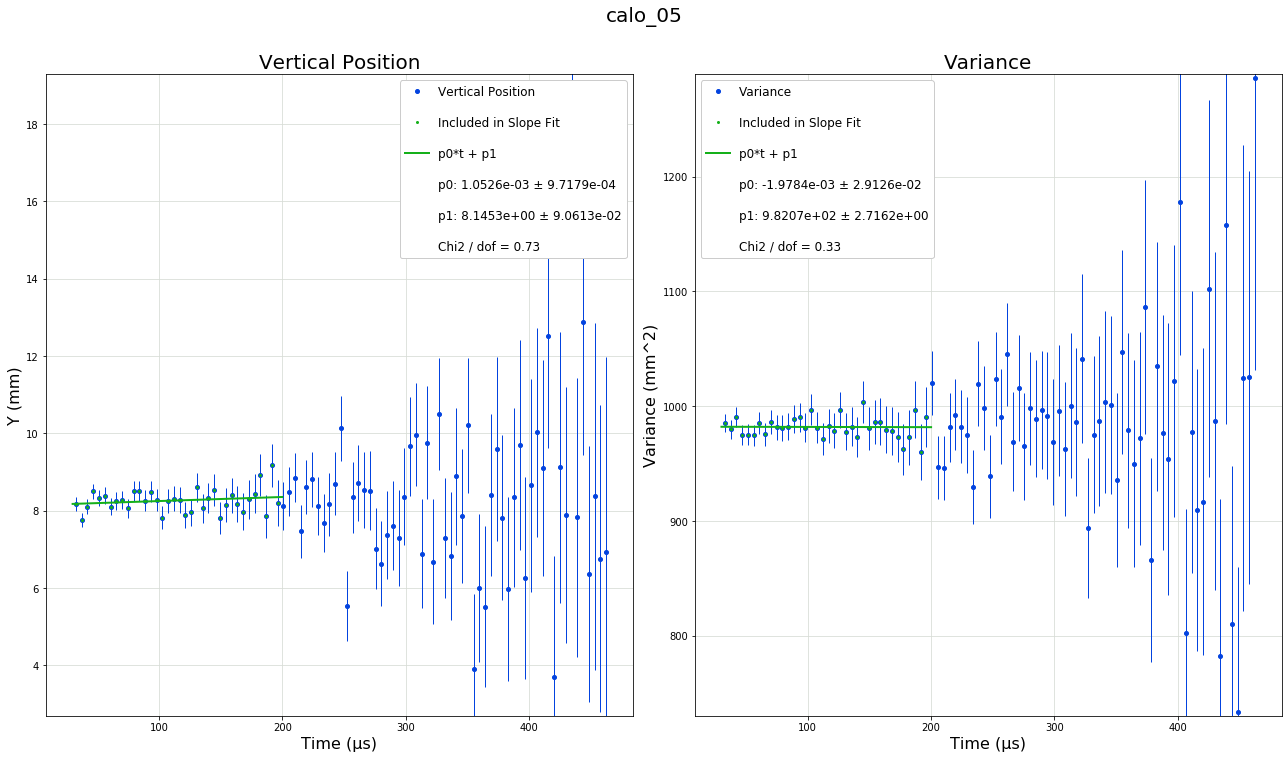 calo_05
Vertical Position
Y (mm)
18
16
14
12
10
8
6
4
100
200
300
400
Time (µs)
Vertical Position
Included in Slope Fit
p0*t + p1
p0: 1.0526e-03 ± 9.7179e-04
p1: 8.1453e+00 ± 9.0613e-02
Chi2 / dof = 0.73
Variance
Variance (mm^2)
1200
1100
1000
900
800
100
200
300
400
Time (µs)
Variance
Included in Slope Fit
p0*t + p1
p0: -1.9784e-03 ± 2.9126e-02
p1: 9.8207e+02 ± 2.7162e+00
Chi2 / dof = 0.33